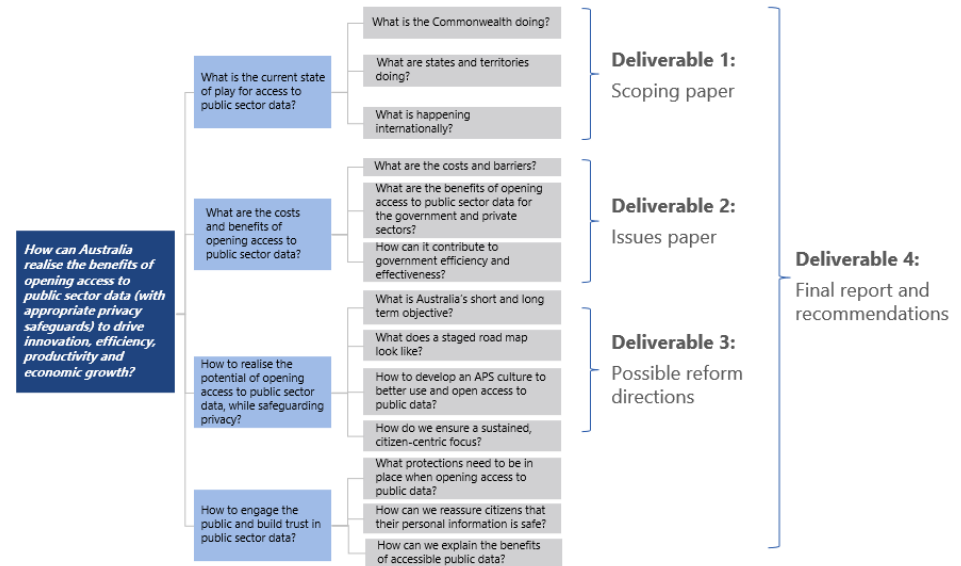 How can Australia
realise the benefits of
opening access to
public sector data (with
appropriate privacy
safeguards) to drive
innovation, efficiency,
productivity and
economic growth?
What is the current state
of play for access to
public sector data?
What is the Commonwealth doing?
What are states and territories
doing?
What is happening
internationally?
Deliverable 1:
Scoping paper
What are the costs
and benefits of
opening access to
public sector data?
What are the costs and barriers?
What are the benefits of opening
access to public sector data for
the government and private
sectors?
How can it contribute to
government efficiency and
effectiveness?
Deliverable 2:
Issues paper
How to realise the
potential of opening
access to public sector
data, while safeguarding
privacy?
What is Australia's short and long
term objective?
What does a staged road map
look like?
How to develop an APS culture to
better use and open access to
public data?
How do we ensure a sustained,
citizen-centric focus?
Deliverable 3:
Possible reform
directions
How to engage the
public and build trust in
public sector data?
What protections need to be in
place when opening access to
public data?
How can we reassure citizens that
their personal information is safe?
How can we explain the benefits
of accessible public data?
Deliverable 4:
Final report and
recommendations